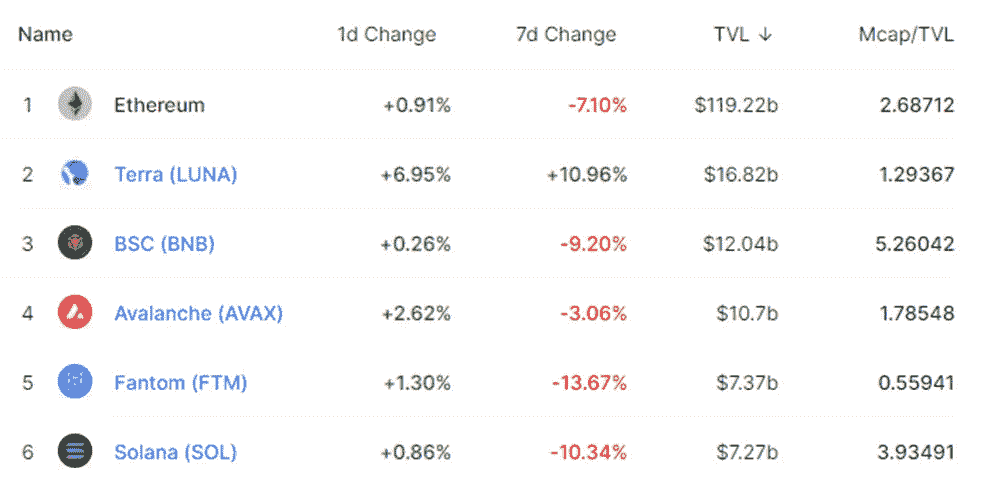 Name 1d Change 7d Change TVL ↓ Mcap/TVL
1 Ethereum +0.91% -7.10% $119.22b 2.68712
2 Terra (LUNA) +6.95% +10.96% $16.82b 1.29367
3 BSC (BNB) +0.26% -9.20% $12.04b 5.26042
4 Avalanche (AVAX) +2.62% -3.06% $10.7b 1.78548
5 Fantom (FTM) +1.30% -13.67% $7.37b 0.55941
6 Solana (SOL) +0.86% -10.34% $7.27b 3.93491